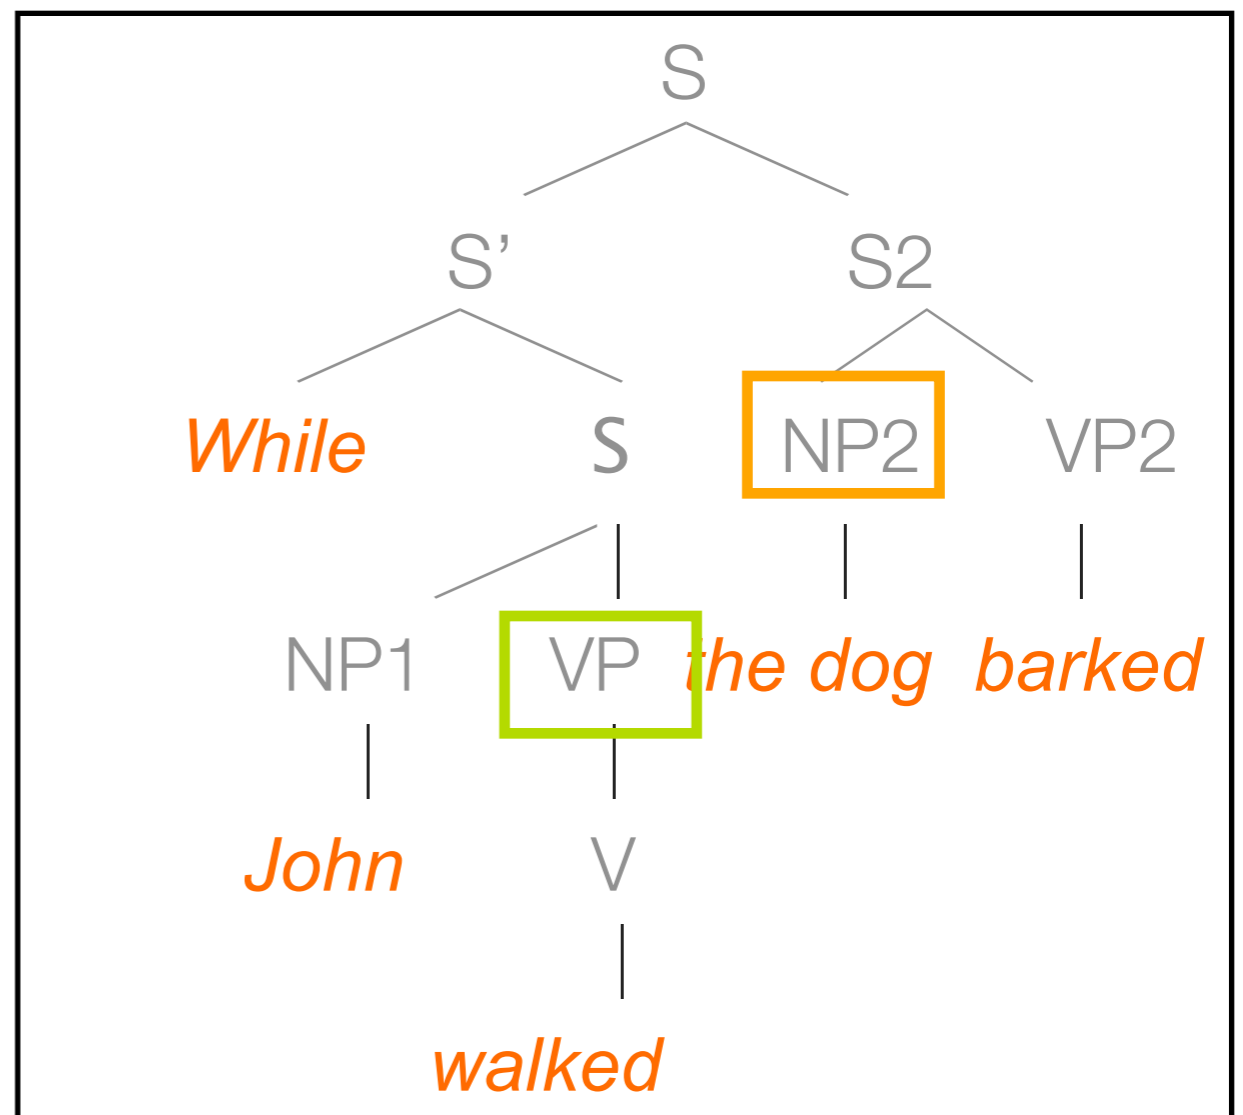 S
S’ S2
While S NP2 VP2
NP1 VP the dog barked
John V
walked